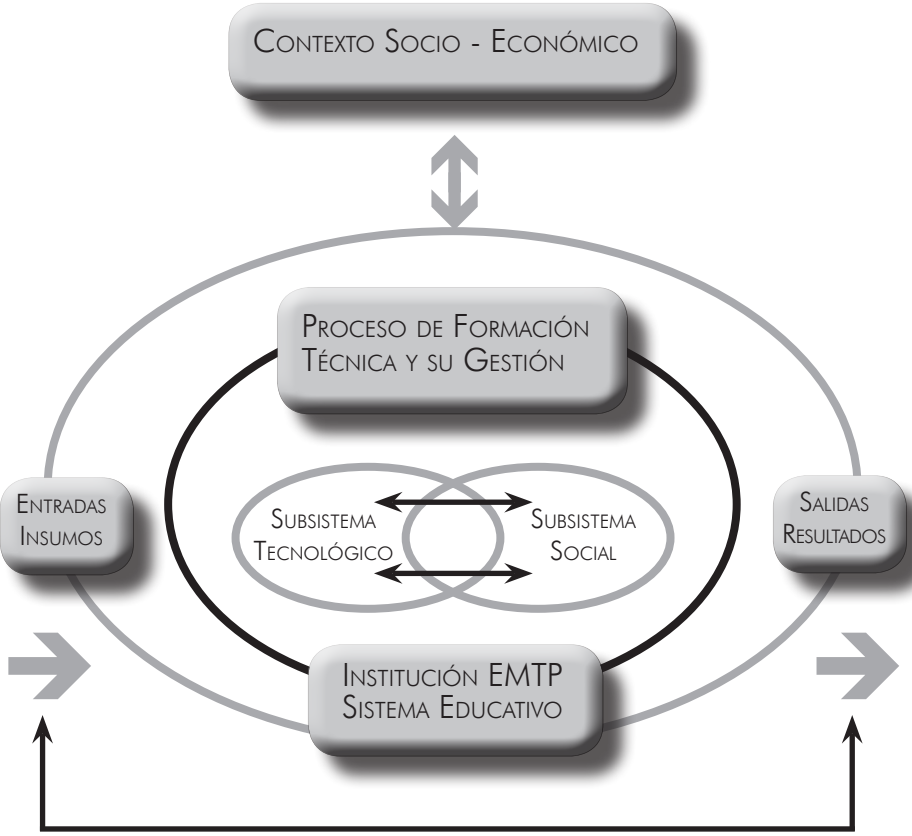 Contexto Socio - Económico
Proceso de Formación
Técnica y su Gestión
Entradas
Insumos
Subsistema
Tecnológico
Subsistema
Social
Salidas
Resultados
Institución EMTP
Sistema Educativo